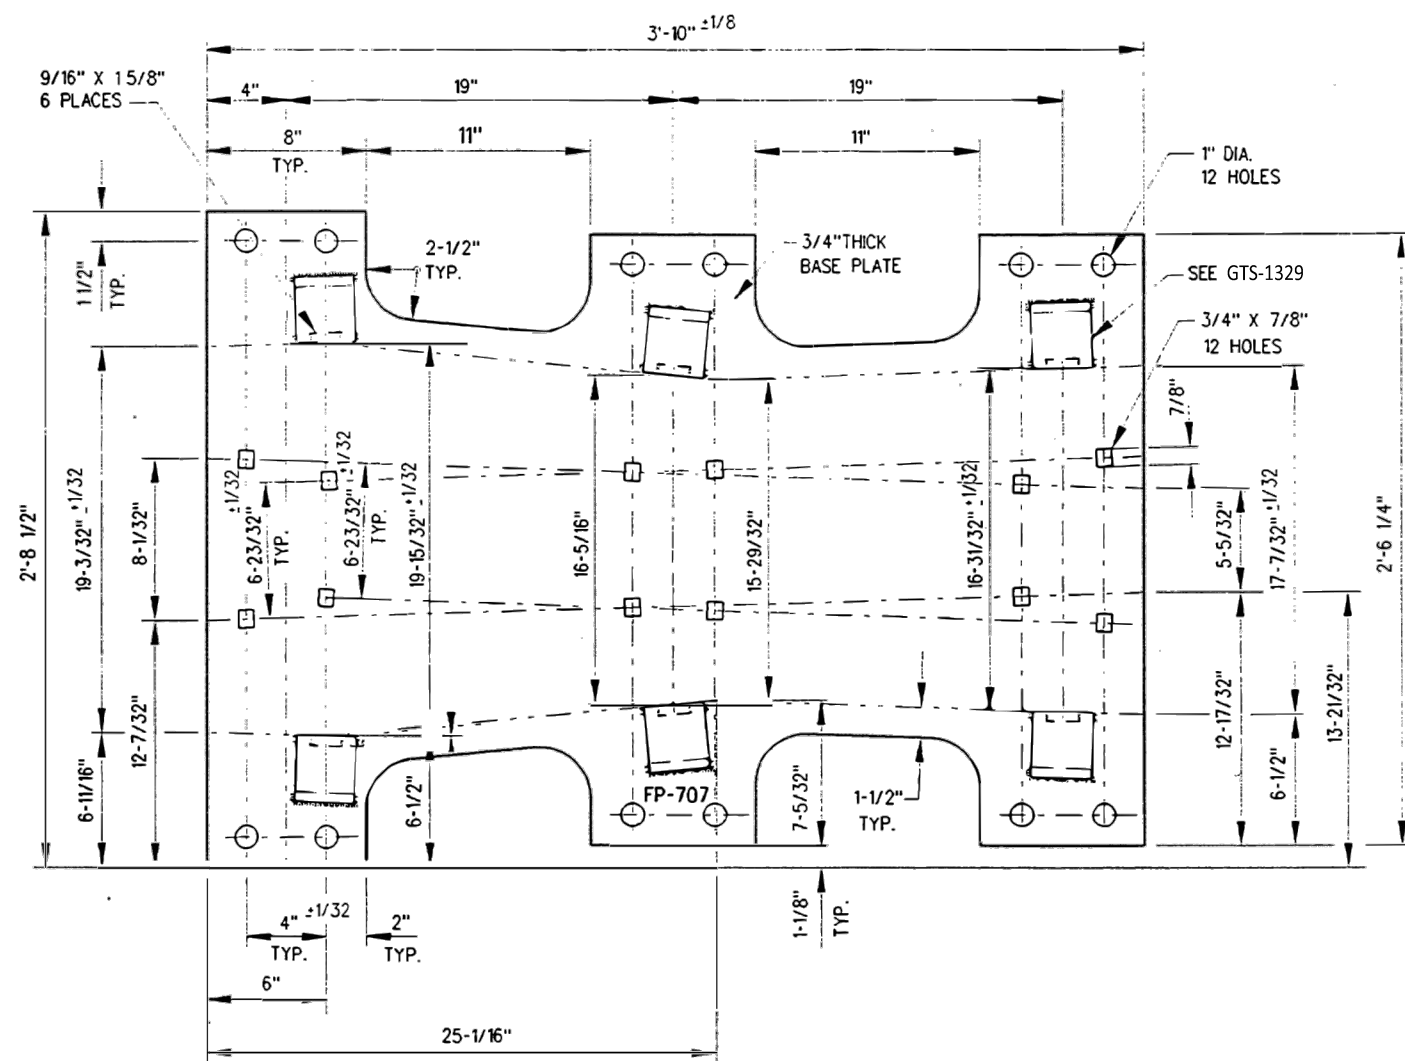 3'-10" ±1/8
9/16" X 1 5/8"
6 PLACES
4"
19"
19"
8"
TYP.
11"
11"
1" DIA.
12 HOLES
2-1/2"
TYP.
3/4" THICK
BASE PLATE
SEE GTS-1329
3/4" X 7/8"
12 HOLES
1 1/2"
TYP.
7/8"
2'-8 1/2"
19-3/32" ±1/32
8-1/32"
6-23/32" ±1/32
TYP.
6-23/32" ±1/32
TYP.
19-15/32" ±1/32
16-5/16"
15-29/32"
16-31/32" ±1/32
5-5/32"
17-7/32" ±1/32
2'-6 1/4"
6-11/16"
12-7/32"
6-1/2"
FP-707
7-5/32"
1-1/2"
TYP.
12-17/32"
6-1/2"
13-21/32"
1-1/8"
TYP.
4" ±1/32
TYP.
2"
TYP.
6"
25-1/16"